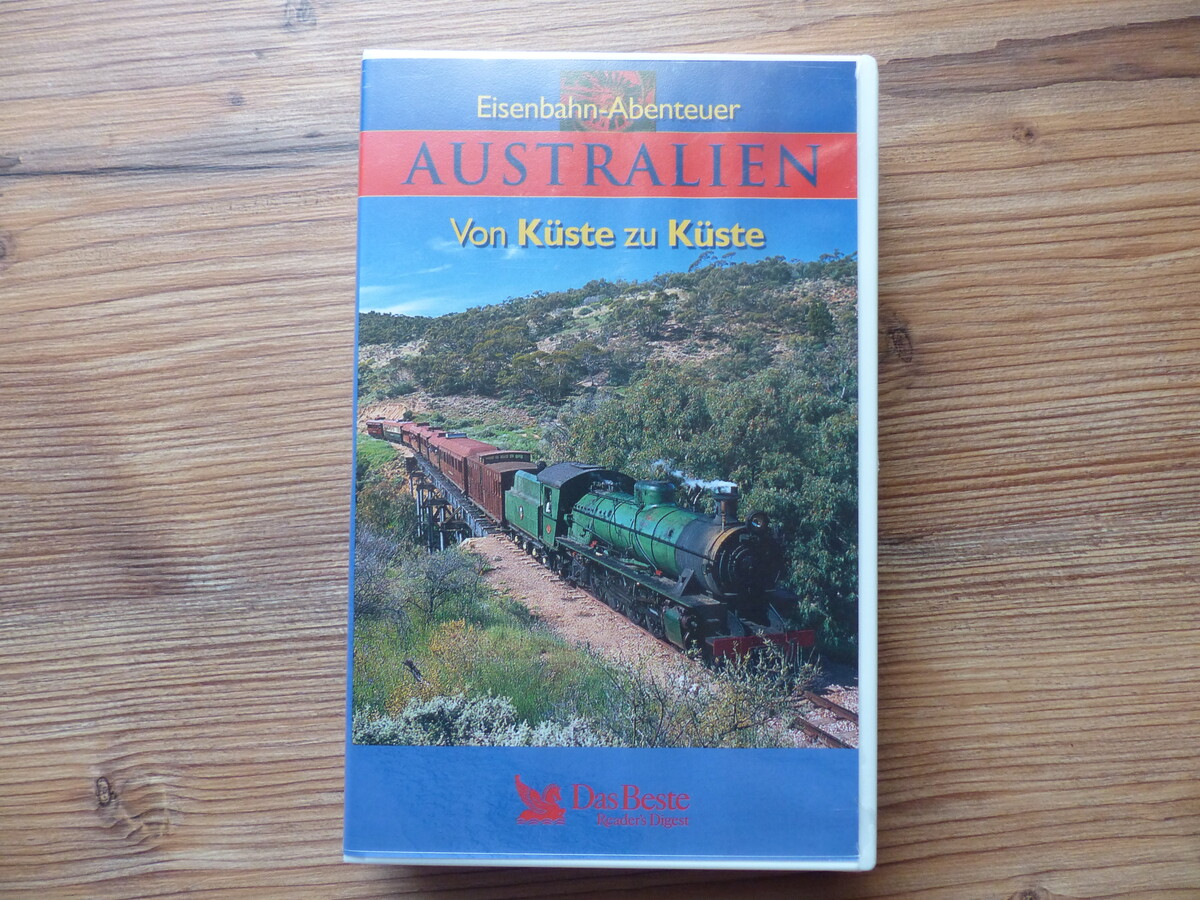 Eisenbahn-Abenteuer
AUSTRALIEN
Von Küste zu Küste
Das Beste
Reader's Digest